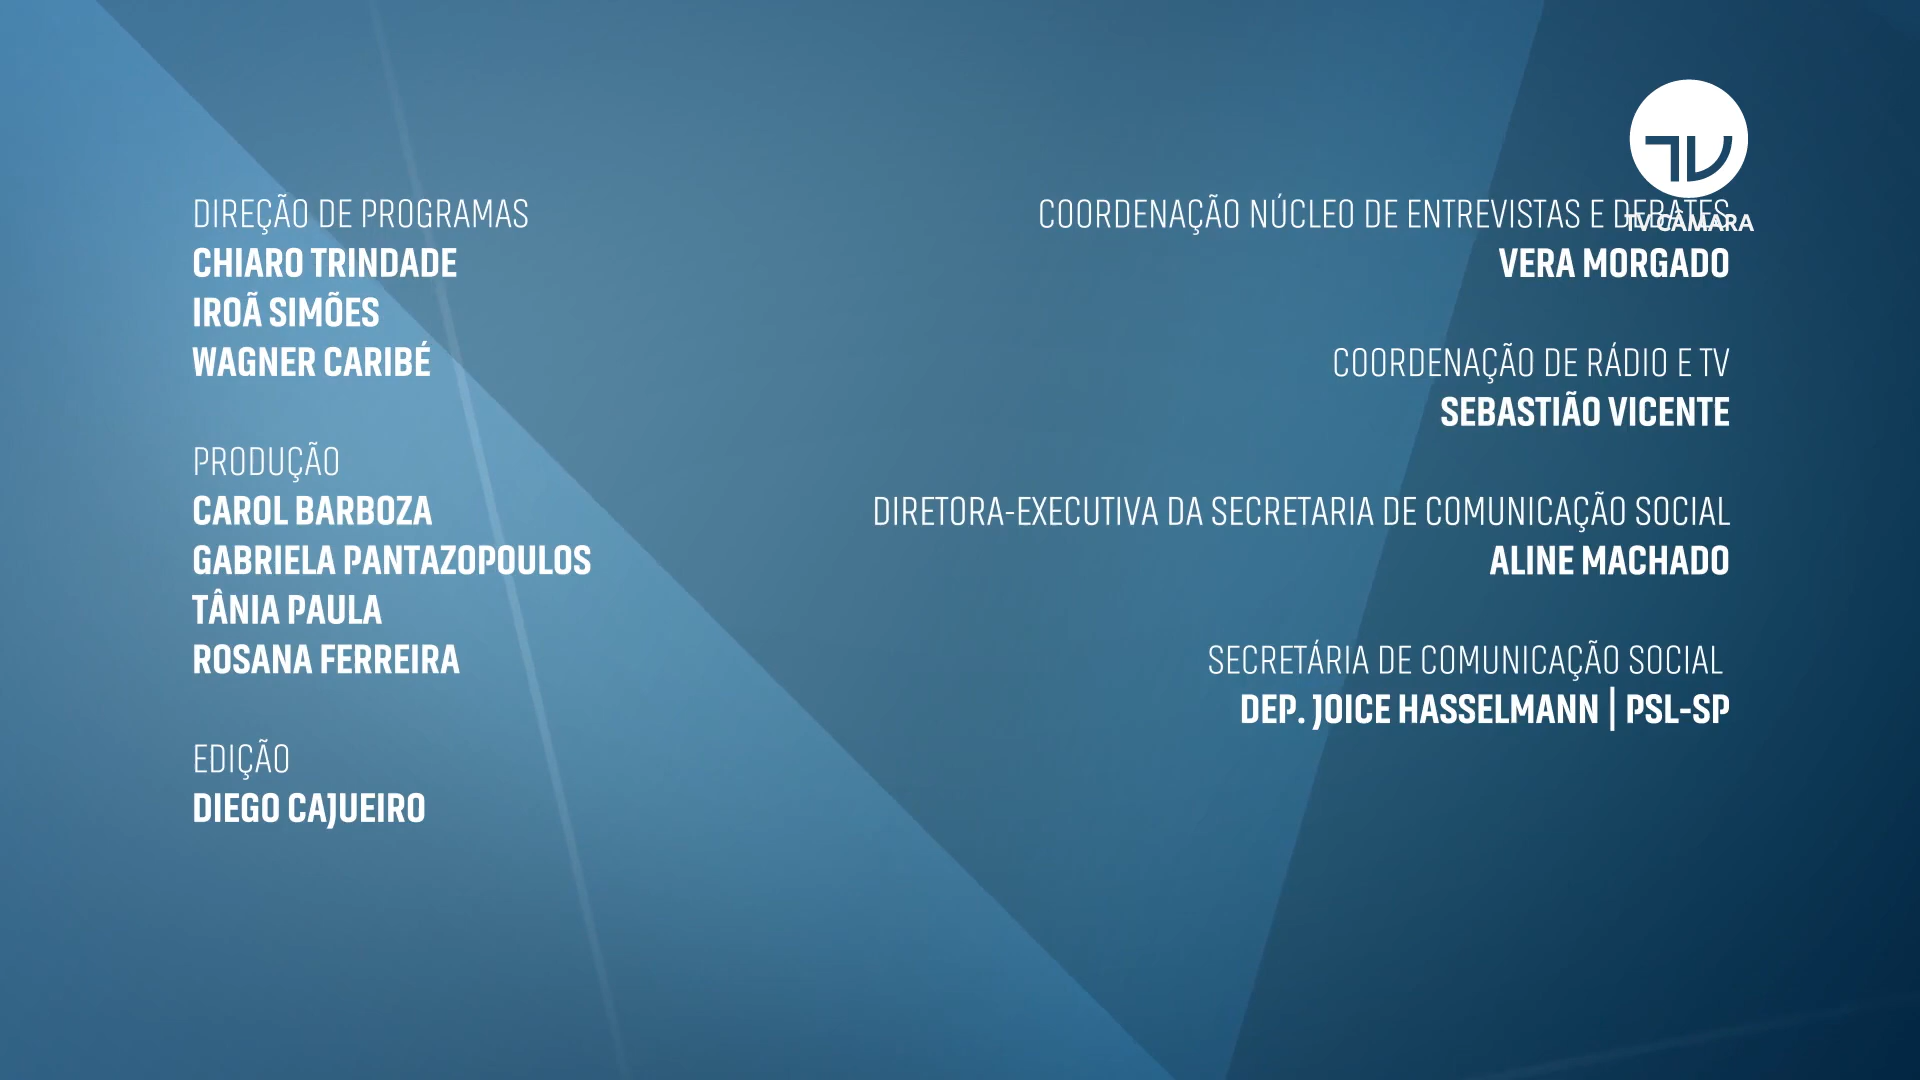 DIREÇÃO DE PROGRAMAS
CHIARO TRINDADE
IROÃ SIMÕES
WAGNER CARIBÉ
PRODUÇÃO
CAROL BARBOZA
GABRIELA PANTAZOPOULOS
TÂNIA PAULA
ROSANA FERREIRA
EDIÇÃO
DIEGO CAJUEIRO
TV
TV CÂMARA
COORDENAÇÃO NÚCLEO DE ENTREVISTAS E DEBATES
VERA MORGADO
COORDENAÇÃO DE RÁDIO E TV
SEBASTIÃO VICENTE
DIRETORA-EXECUTIVA DA SECRETARIA DE COMUNICAÇÃO SOCIAL
ALINE MACHADO
SECRETÁRIA DE COMUNICAÇÃO SOCIAL
DEP. JOICE HASSELMANN | PSL-SP